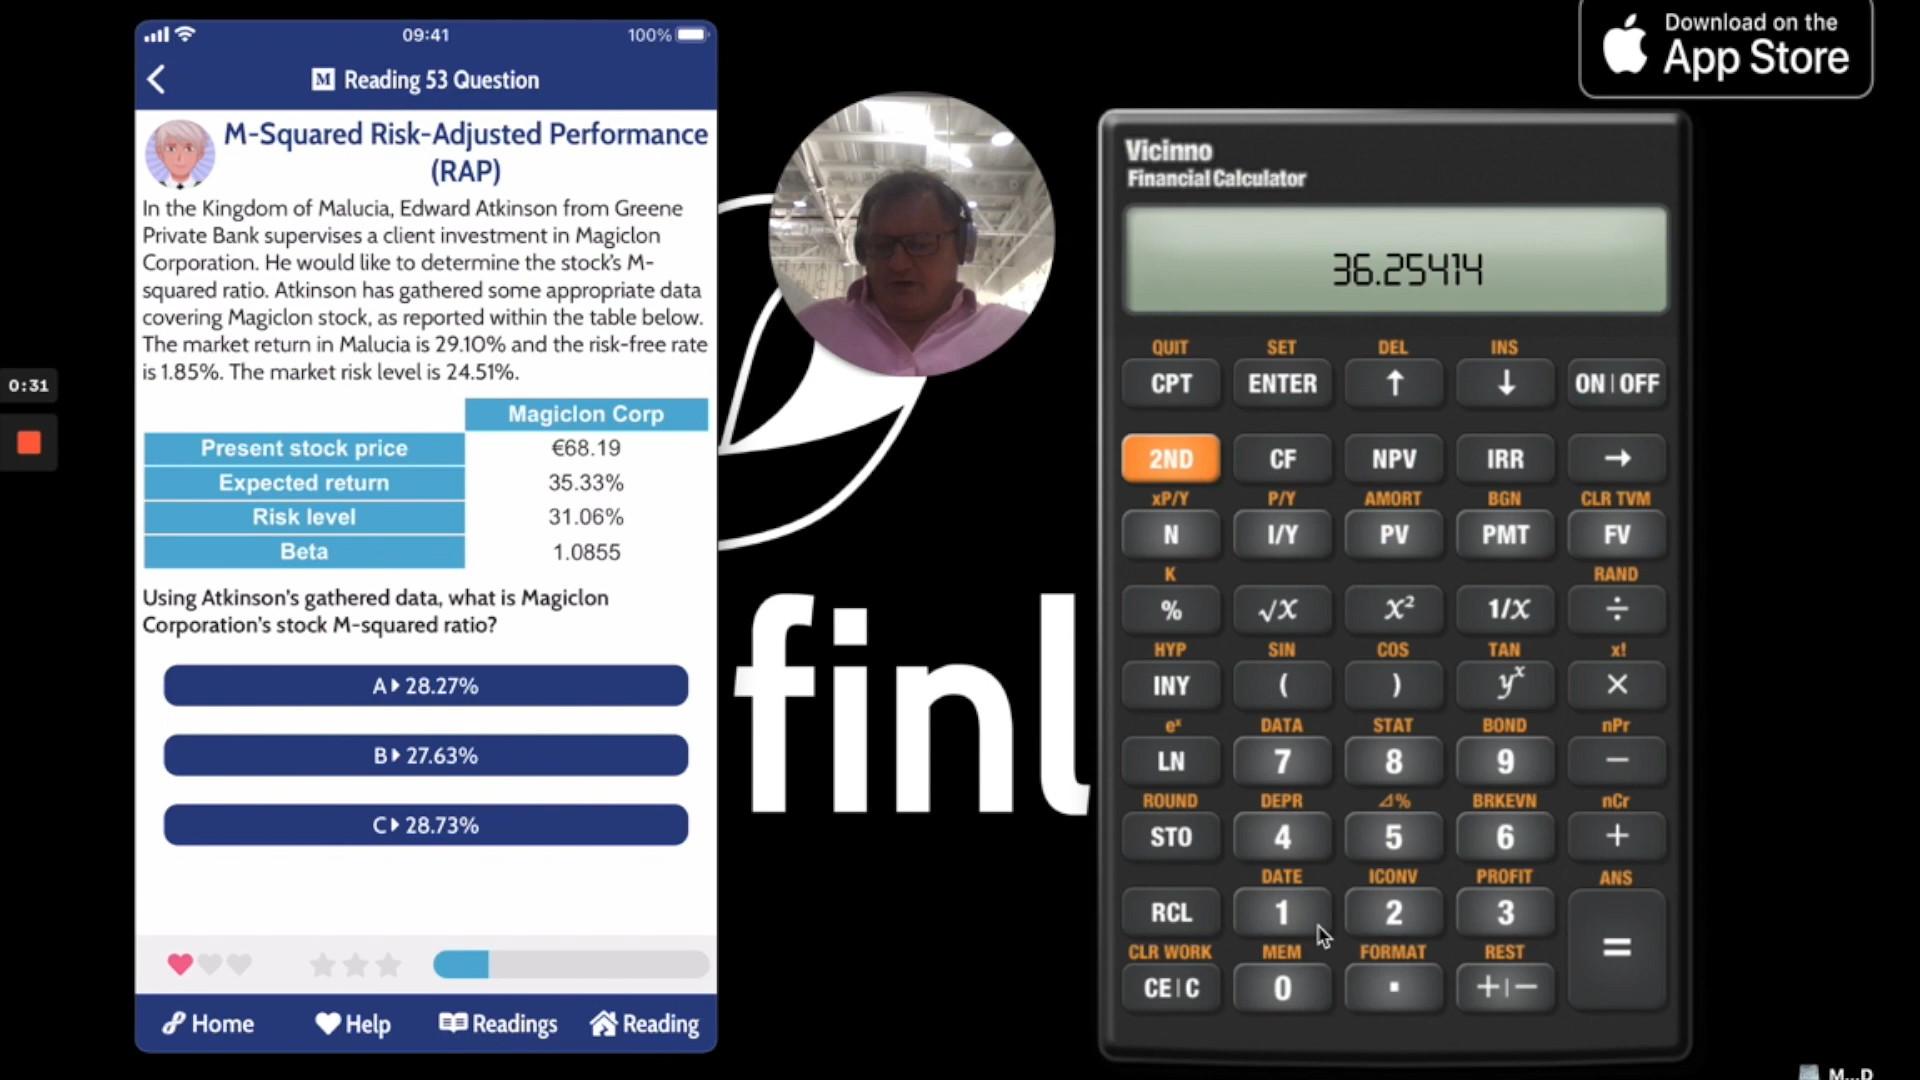 09:41
100%
M Reading 53 Question
M-Squared Risk-Adjusted Performance
(RAP)
In the Kingdom of Malucia, Edward Atkinson from Greene
Private Bank supervises a client investment in Magiclon
Corporation. He would like to determine the stock's M-
squared ratio. Atkinson has gathered some appropriate data
covering Magiclon stock, as reported within the table below.
The market return in Malucia is 29.10% and the risk-free rate
is 1.85%. The market risk level is 24.51%.
Magiclon Corp
Present stock price €68.19
Expected return 35.33%
Risk level 31.06%
Beta 1.0855
Using Atkinson's gathered data, what is Magiclon
Corporation's stock M-squared ratio?
A 28.27%
B 27.63%
C 28.73%
Home Help Readings Reading
0:31
finl
Download on the
App Store
Vicinno
Financial Calculator
36.25414
QUIT SET DEL INS
CPT ENTER ↑ ↓ ON|OFF
2ND CF NPV IRR →
xP/Y P/Y AMORT BGN CLR TVM
N I/Y PV PMT FV
K RAND
% √X X² 1/X ÷
HYP SIN COS TAN x!
INY ( ) yˣ ×
eˣ DATA STAT BOND nPr
LN 7 8 9 −
ROUND DEPR ⊿% BRKEVN nCr
STO 4 5 6 +
DATE ICONV PROFIT ANS
RCL 1 2 3 =
CLR WORK MEM FORMAT REST
CE|C 0 . +|−
M...D